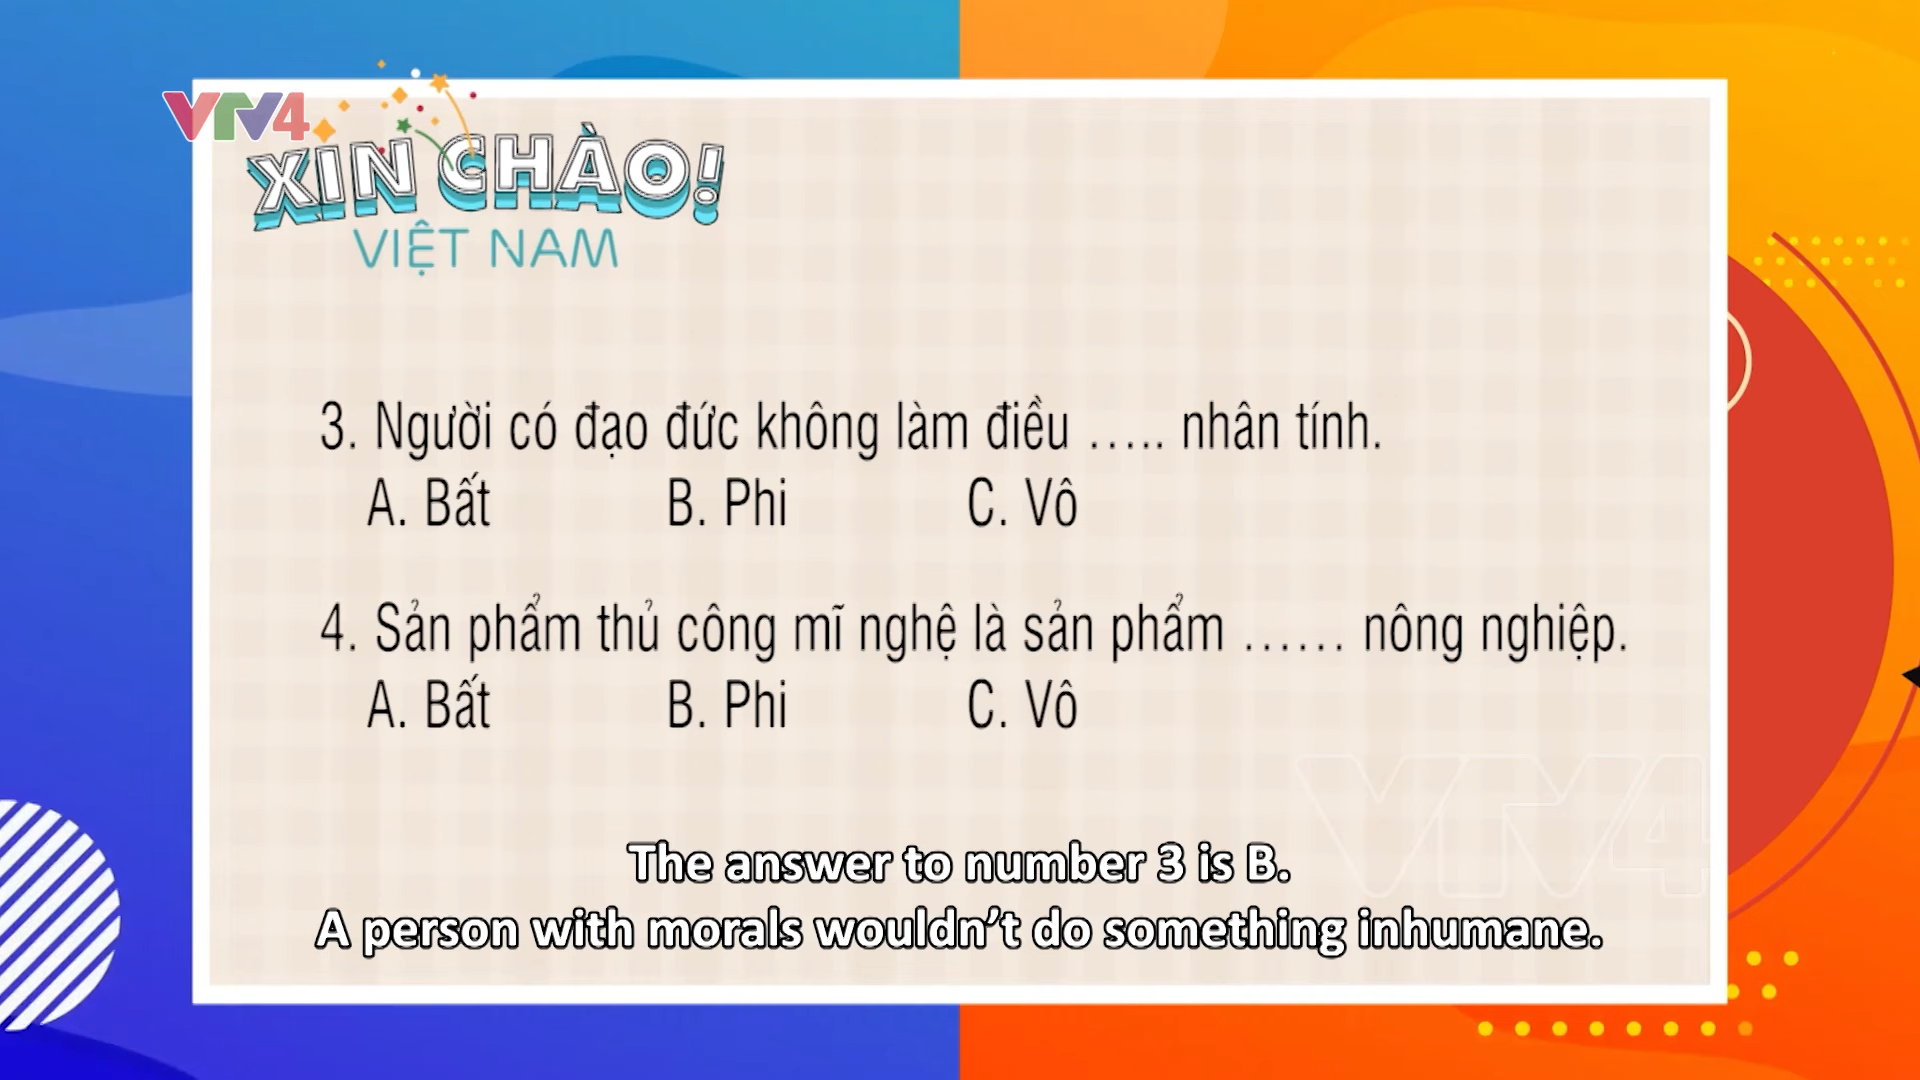 VTV4
XIN CHÀO!
VIỆT NAM
3. Người có đạo đức không làm điều ..... nhân tính.
A. Bất B. Phi C. Vô
4. Sản phẩm thủ công mĩ nghệ là sản phẩm ...... nông nghiệp.
A. Bất B. Phi C. Vô
VTV4
The answer to number 3 is B.
A person with morals wouldn't do something inhumane.